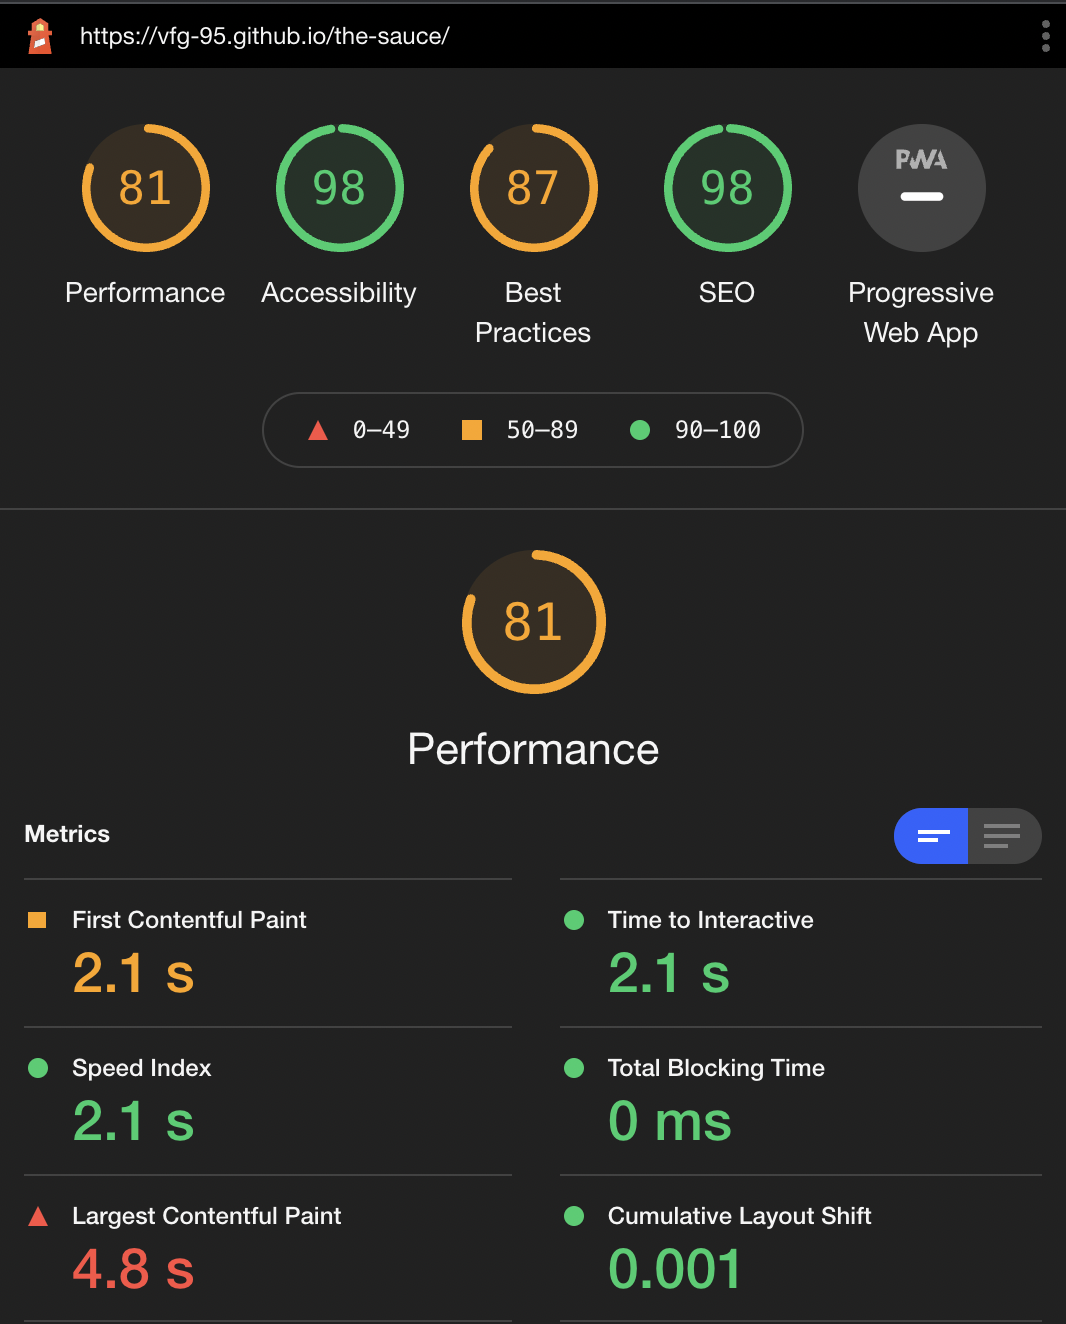 https://vfg-95.github.io/the-sauce/
81
98
87
98
PWA
Performance
Accessibility
Best
Practices
SEO
Progressive
Web App
0–49
50–89
90–100
81
Performance
Metrics
First Contentful Paint
2.1 s
Time to Interactive
2.1 s
Speed Index
2.1 s
Total Blocking Time
0 ms
Largest Contentful Paint
4.8 s
Cumulative Layout Shift
0.001